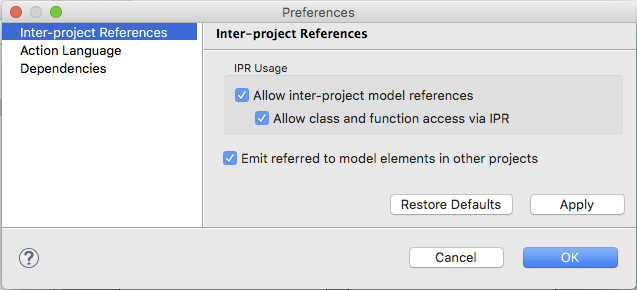 Preferences
Inter-project References
Action Language
Dependencies
Inter-project References
IPR Usage
Allow inter-project model references
Allow class and function access via IPR
Emit referred to model elements in other projects
Restore Defaults
Apply
?
Cancel
OK